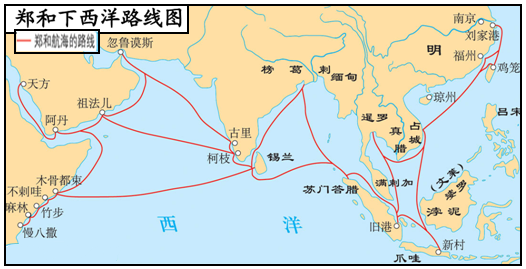 郑和下西洋路线图
郑和航海的路线
忽鲁谟斯
天方
祖法儿
阿丹
木骨都束
不剌哇
竹步
麻林
慢八撒
古里
柯枝
锡兰
榜葛剌
缅甸
暹罗
真腊
占城
琼州
明
南京
刘家港
福州
鸡笼
吕宋
苏门答腊
满剌加
(文莱)
婆罗
浡泥
旧港
新村
爪哇
西洋